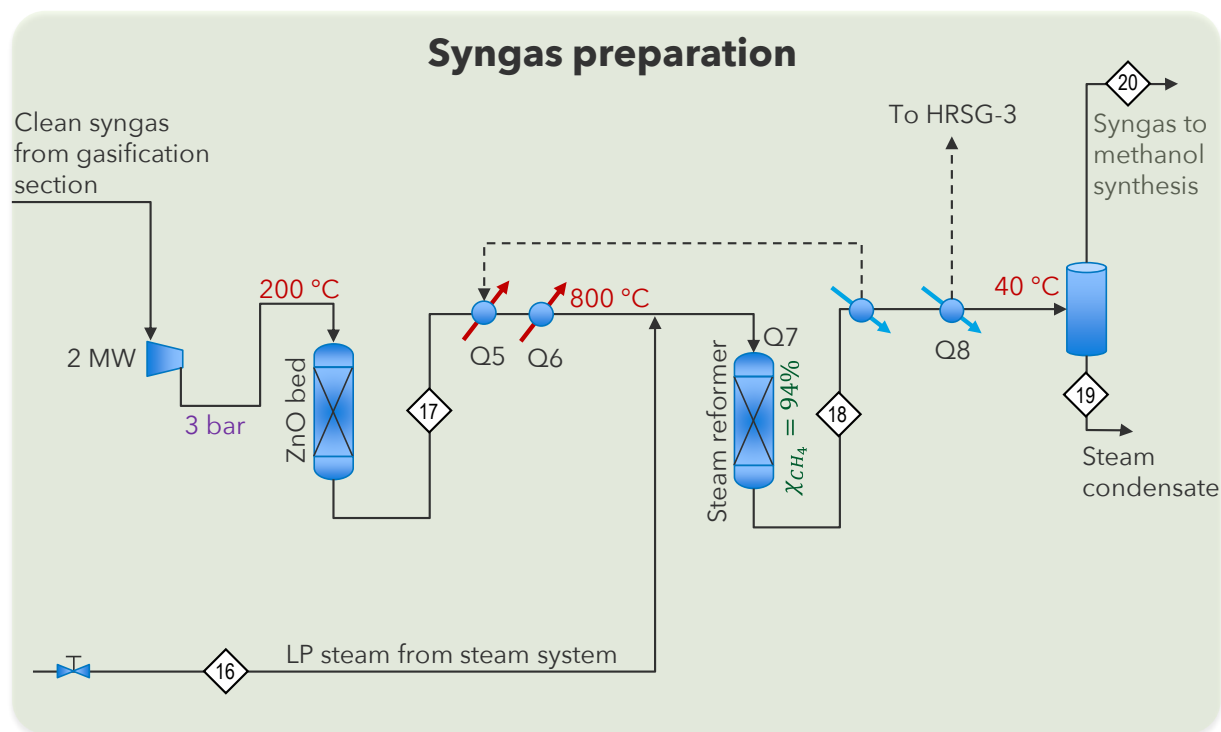 Syngas preparation
Clean syngas
from gasification
section
20
To HRSG-3
Syngas to
methanol
synthesis
200 °C
800 °C
40 °C
2 MW
3 bar
ZnO bed
17
Q5
Q6
Q7
Steam reformer
χCH₄ = 94%
18
Q8
19
Steam
condensate
16
LP steam from steam system